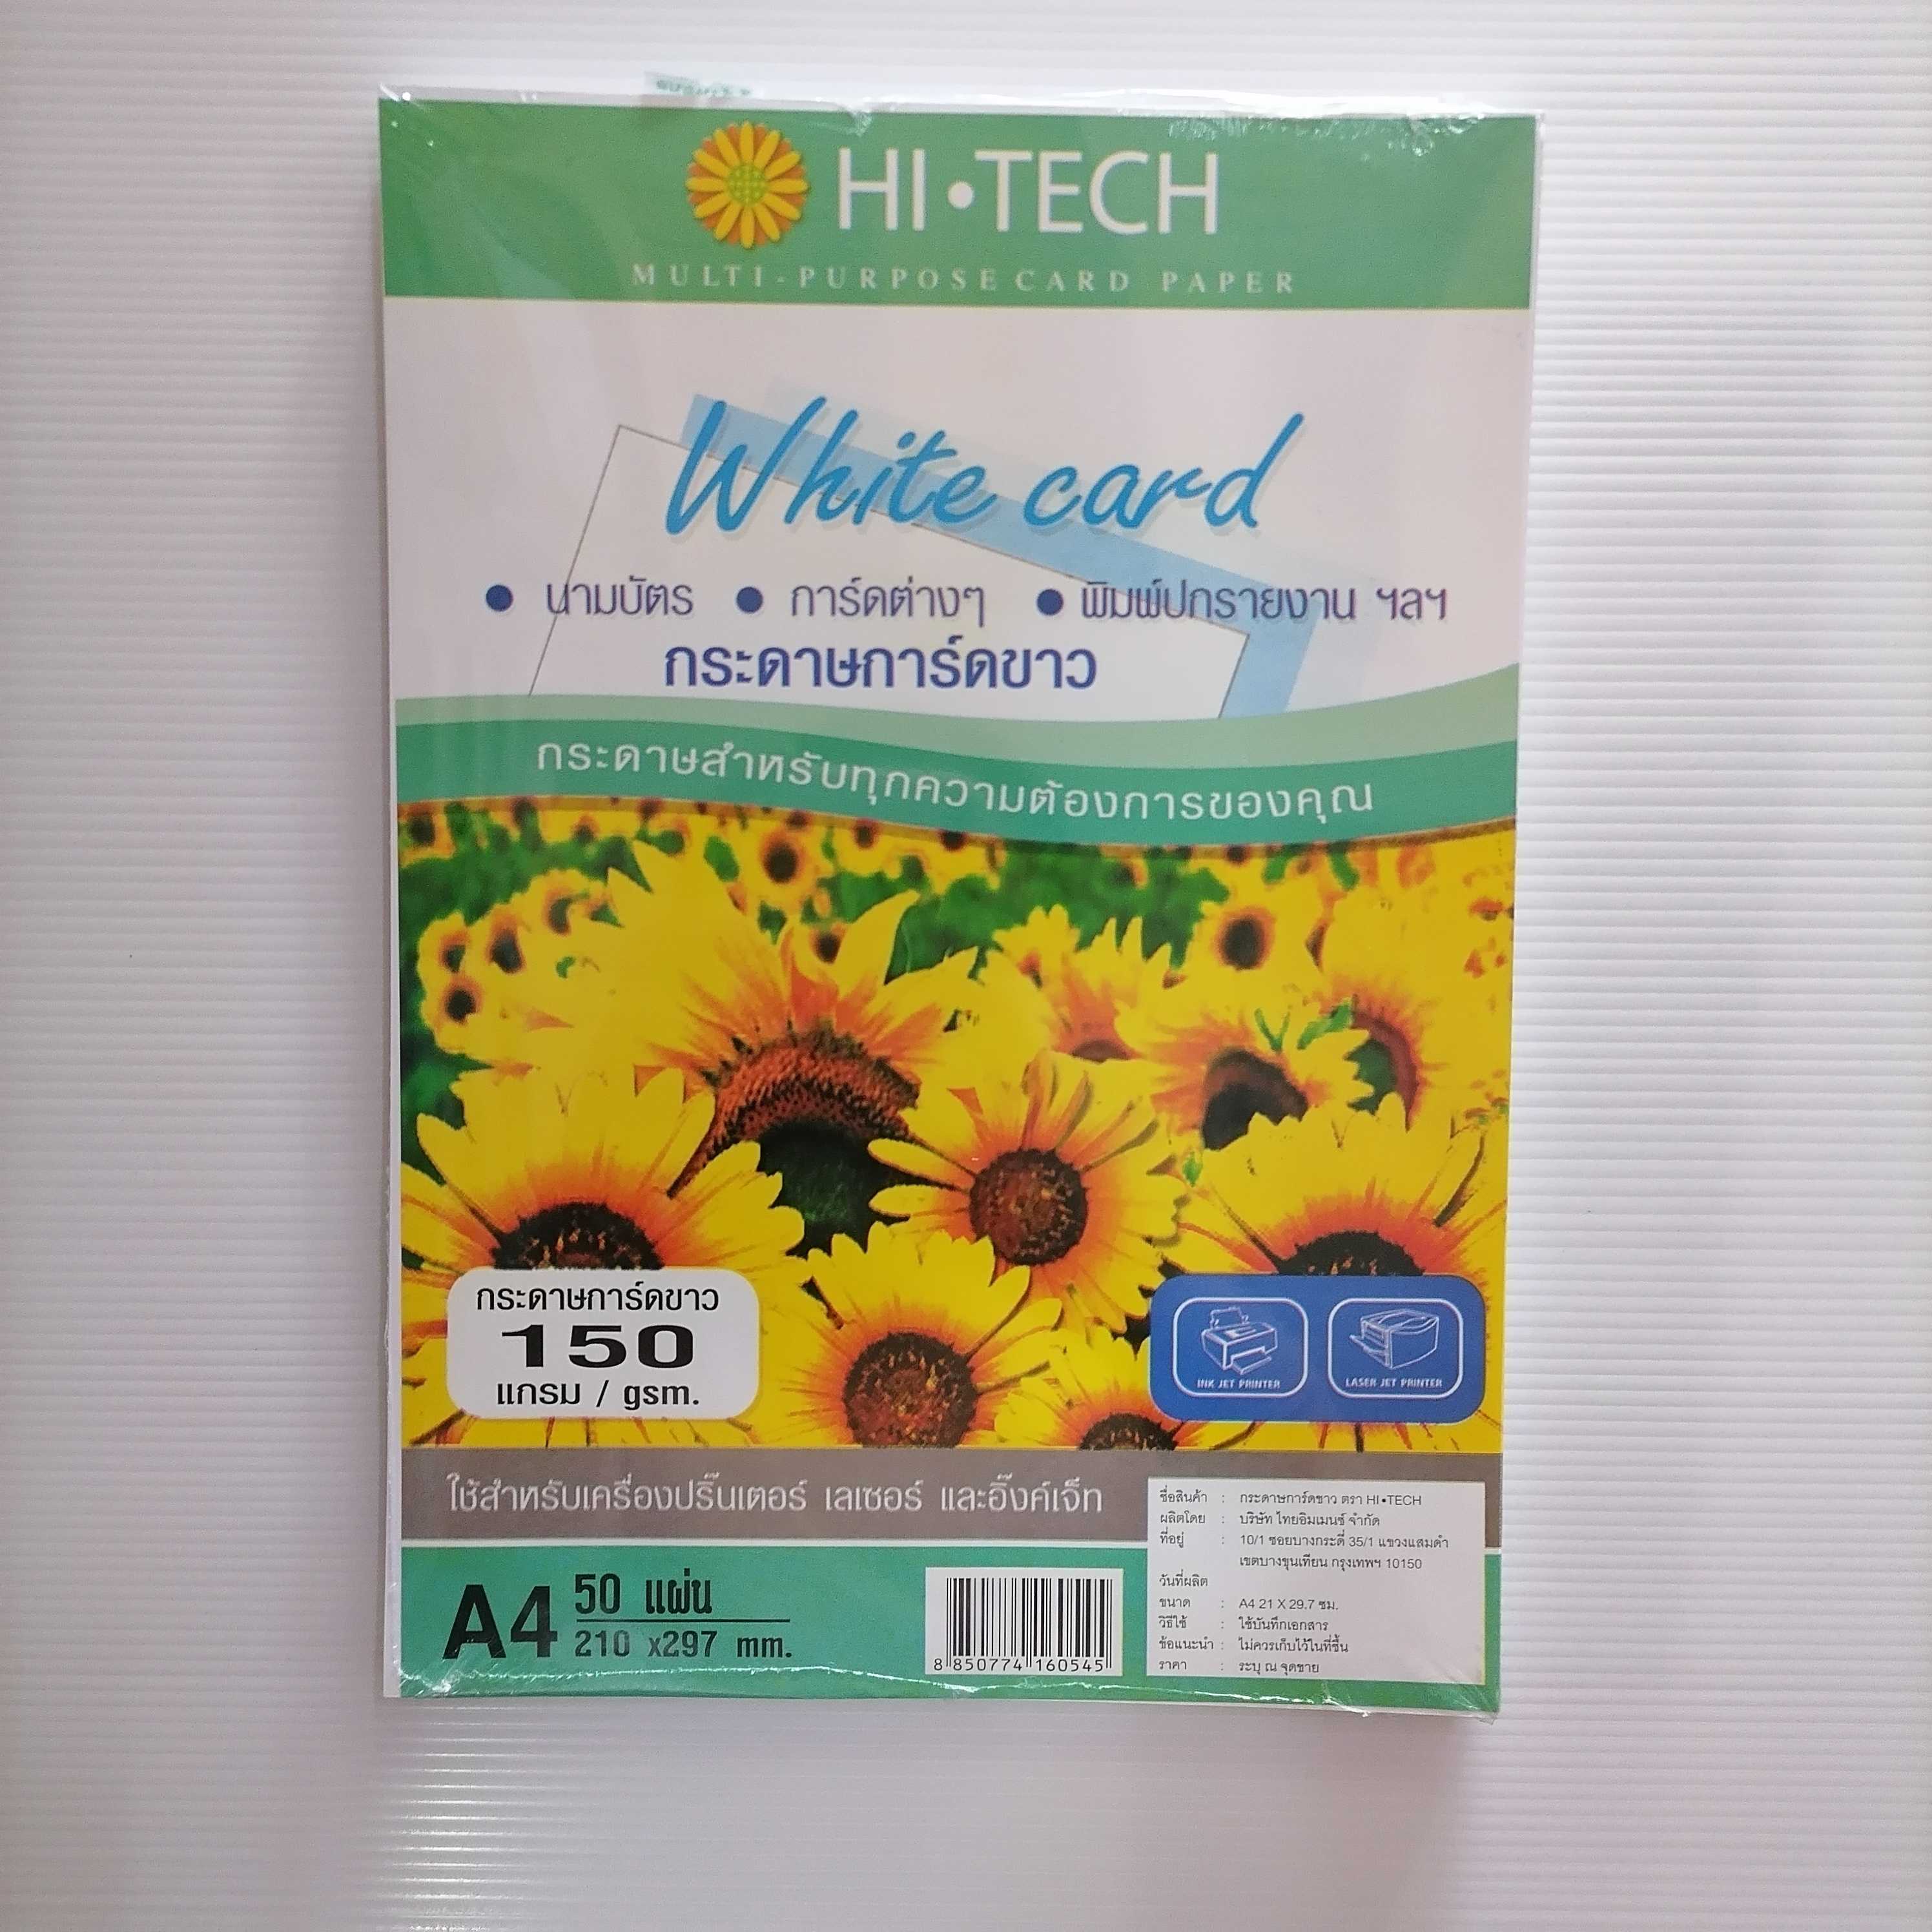 HI•TECH
MULTI-PURPOSE CARD PAPER
White card
• นามบัตร • การ์ดต่างๆ • พิมพ์ปกรายงาน ฯลฯ
กระดาษการ์ดขาว
กระดาษสำหรับทุกความต้องการของคุณ
กระดาษการ์ดขาว
150
แกรม / gsm.
INK JET PRINTER
LASER JET PRINTER
ใช้สำหรับเครื่องปริ๊นเตอร์ เลเซอร์ และอิ๊งค์เจ็ท
A4 50 แผ่น
210 x297 mm.
8 850774 160545
ชื่อสินค้า : กระดาษการ์ดขาว ตรา HI•TECH
ผลิตโดย : บริษัท ไทยอิมเมนซ์ จำกัด
ที่อยู่ : 10/1 ซอยบางกระดี่ 35/1 แขวงแสมดำ
เขตบางขุนเทียน กรุงเทพฯ 10150
วันที่ผลิต
ขนาด : A4 21 X 29.7 ซม.
วิธีใช้ : ใช้บันทึกเอกสาร
ข้อแนะนำ : ไม่ควรเก็บไว้ในที่ชื้น
ราคา : ระบุ ณ จุดขาย